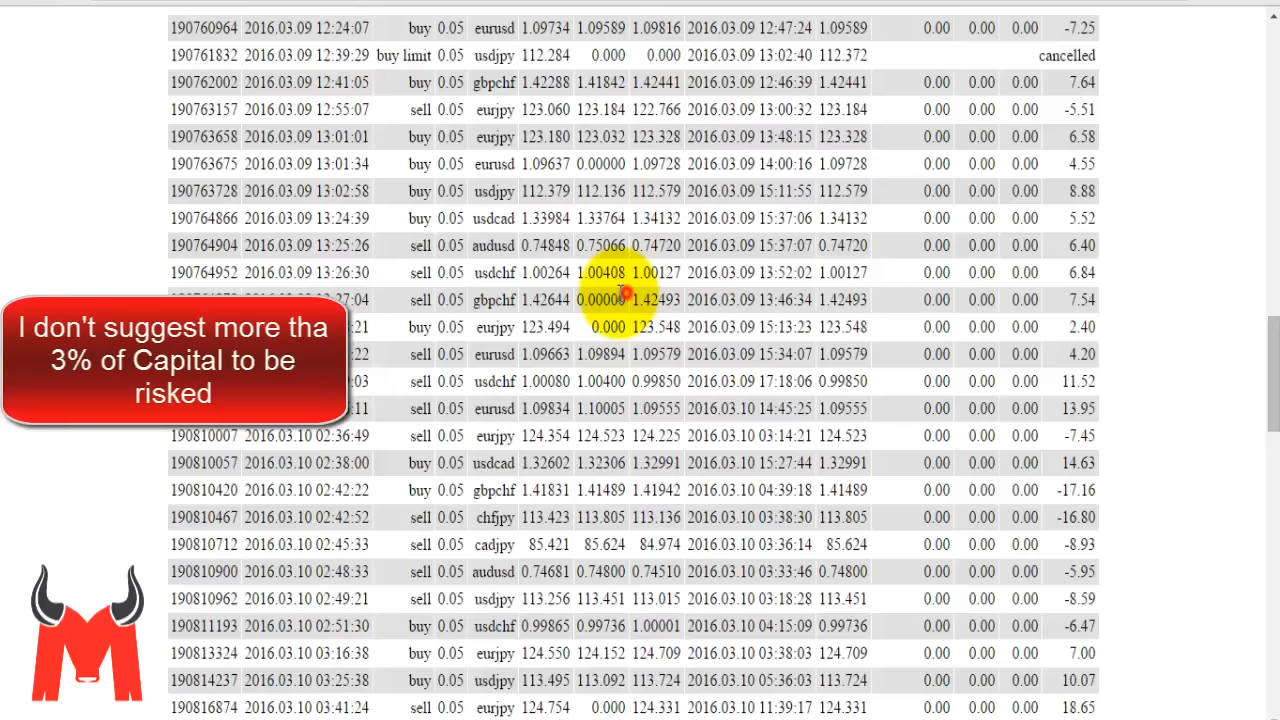 190760964 2016.03.09 12:24:07 buy 0.05 eurusd 1.09734 1.09589 1.09816 2016.03.09 12:47:24 1.09589 0.00 0.00 0.00 -7.25
190761832 2016.03.09 12:39:29 buy limit 0.05 usdjpy 112.284 0.000 0.000 2016.03.09 13:02:40 112.372 cancelled
190762002 2016.03.09 12:41:05 buy 0.05 gbpchf 1.42288 1.41842 1.42441 2016.03.09 12:46:39 1.42441 0.00 0.00 0.00 7.64
190763157 2016.03.09 12:55:07 sell 0.05 eurjpy 123.060 123.184 122.766 2016.03.09 13:00:32 123.184 0.00 0.00 0.00 -5.51
190763658 2016.03.09 13:01:01 buy 0.05 eurjpy 123.180 123.032 123.328 2016.03.09 13:48:15 123.328 0.00 0.00 0.00 6.58
190763675 2016.03.09 13:01:34 buy 0.05 eurusd 1.09637 0.00000 1.09728 2016.03.09 14:00:16 1.09728 0.00 0.00 0.00 4.55
190763728 2016.03.09 13:02:58 buy 0.05 usdjpy 112.379 112.136 112.579 2016.03.09 15:11:55 112.579 0.00 0.00 0.00 8.88
190764866 2016.03.09 13:24:39 buy 0.05 usdcad 1.33984 1.33764 1.34132 2016.03.09 15:37:06 1.34132 0.00 0.00 0.00 5.52
190764904 2016.03.09 13:25:26 sell 0.05 audusd 0.74848 0.75066 0.74720 2016.03.09 15:37:07 0.74720 0.00 0.00 0.00 6.40
190764952 2016.03.09 13:26:30 sell 0.05 usdchf 1.00264 1.00408 1.00127 2016.03.09 13:52:02 1.00127 0.00 0.00 0.00 6.84
:27:04 sell 0.05 gbpchf 1.42644 0.00000 1.42493 2016.03.09 13:46:34 1.42493 0.00 0.00 0.00 7.54
:21 buy 0.05 eurjpy 123.494 0.000 123.548 2016.03.09 15:13:23 123.548 0.00 0.00 0.00 2.40
:22 sell 0.05 eurusd 1.09663 1.09894 1.09579 2016.03.09 15:34:07 1.09579 0.00 0.00 0.00 4.20
:03 sell 0.05 usdchf 1.00080 1.00400 0.99850 2016.03.09 17:18:06 0.99850 0.00 0.00 0.00 11.52
:11 sell 0.05 eurusd 1.09834 1.10005 1.09555 2016.03.10 14:45:25 1.09555 0.00 0.00 0.00 13.95
I don't suggest more tha
3% of Capital to be
risked
190810007 2016.03.10 02:36:49 sell 0.05 eurjpy 124.354 124.523 124.225 2016.03.10 03:14:21 124.523 0.00 0.00 0.00 -7.45
190810057 2016.03.10 02:38:00 buy 0.05 usdcad 1.32602 1.32306 1.32991 2016.03.10 15:27:44 1.32991 0.00 0.00 0.00 14.63
190810420 2016.03.10 02:42:22 buy 0.05 gbpchf 1.41831 1.41489 1.41942 2016.03.10 04:39:18 1.41489 0.00 0.00 0.00 -17.16
190810467 2016.03.10 02:42:52 sell 0.05 chfjpy 113.423 113.805 113.136 2016.03.10 03:38:30 113.805 0.00 0.00 0.00 -16.80
190810712 2016.03.10 02:45:33 sell 0.05 cadjpy 85.421 85.624 84.974 2016.03.10 03:36:14 85.624 0.00 0.00 0.00 -8.93
190810900 2016.03.10 02:48:33 sell 0.05 audusd 0.74681 0.74800 0.74510 2016.03.10 03:33:46 0.74800 0.00 0.00 0.00 -5.95
190810962 2016.03.10 02:49:21 sell 0.05 usdjpy 113.256 113.451 113.015 2016.03.10 03:18:28 113.451 0.00 0.00 0.00 -8.59
190811193 2016.03.10 02:51:30 buy 0.05 usdchf 0.99865 0.99736 1.00001 2016.03.10 04:15:09 0.99736 0.00 0.00 0.00 -6.47
190813324 2016.03.10 03:16:38 buy 0.05 eurjpy 124.550 124.152 124.709 2016.03.10 03:38:03 124.709 0.00 0.00 0.00 7.00
190814237 2016.03.10 03:25:38 buy 0.05 usdjpy 113.495 113.092 113.724 2016.03.10 05:36:03 113.724 0.00 0.00 0.00 10.07
190816874 2016.03.10 03:41:24 sell 0.05 eurjpy 124.754 0.000 124.331 2016.03.10 11:39:17 124.331 0.00 0.00 0.00 18.65